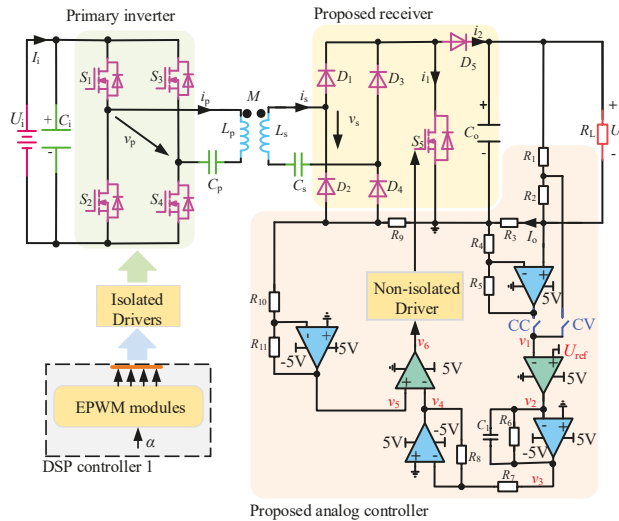 Primary inverter
Proposed receiver
I_i
S_1
S_3
i_p
M
i_s
D_1
D_3
i_1
D_5
i_2
U_i
+
C_i
-
v_p
L_p
L_s
v_s
S_5
+
C_o
-
+
R_L
U
-
R_1
R_2
S_2
S_4
C_p
C_s
D_2
D_4
R_9
R_4
R_3
I_o
R_5
- +
5V
Isolated
Drivers
Non-isolated
Driver
R_10
R_11
- +
-5V
5V
CC
CV
v_1
v_6
U_ref
5V
+ -
- +
5V
v_5
v_4
v_2
EPWM modules
α
DSP controller 1
C_1
R_6
-5V
- +
5V
5V
-5V
+ -
R_8
R_7
v_3
Proposed analog controller